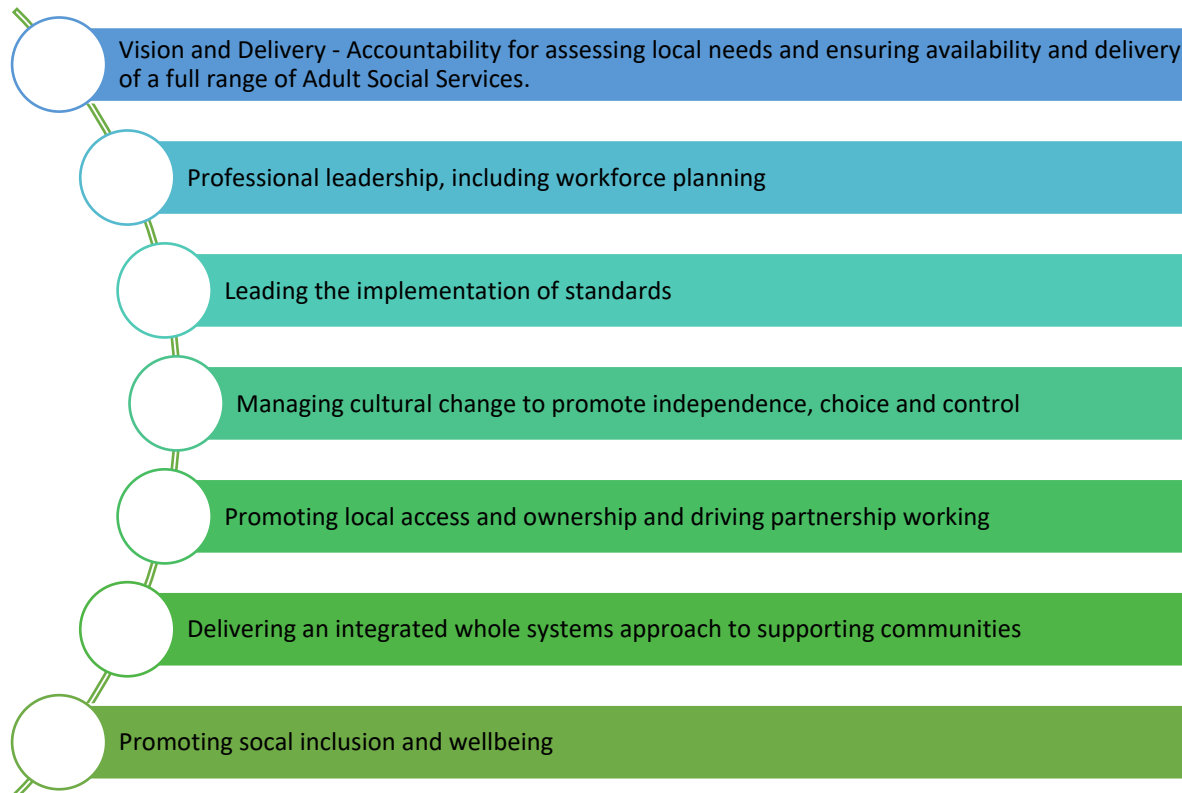 Vision and Delivery - Accountability for assessing local needs and ensuring availability and delivery
of a full range of Adult Social Services.
Professional leadership, including workforce planning
Leading the implementation of standards
Managing cultural change to promote independence, choice and control
Promoting local access and ownership and driving partnership working
Delivering an integrated whole systems approach to supporting communities
Promoting socal inclusion and wellbeing